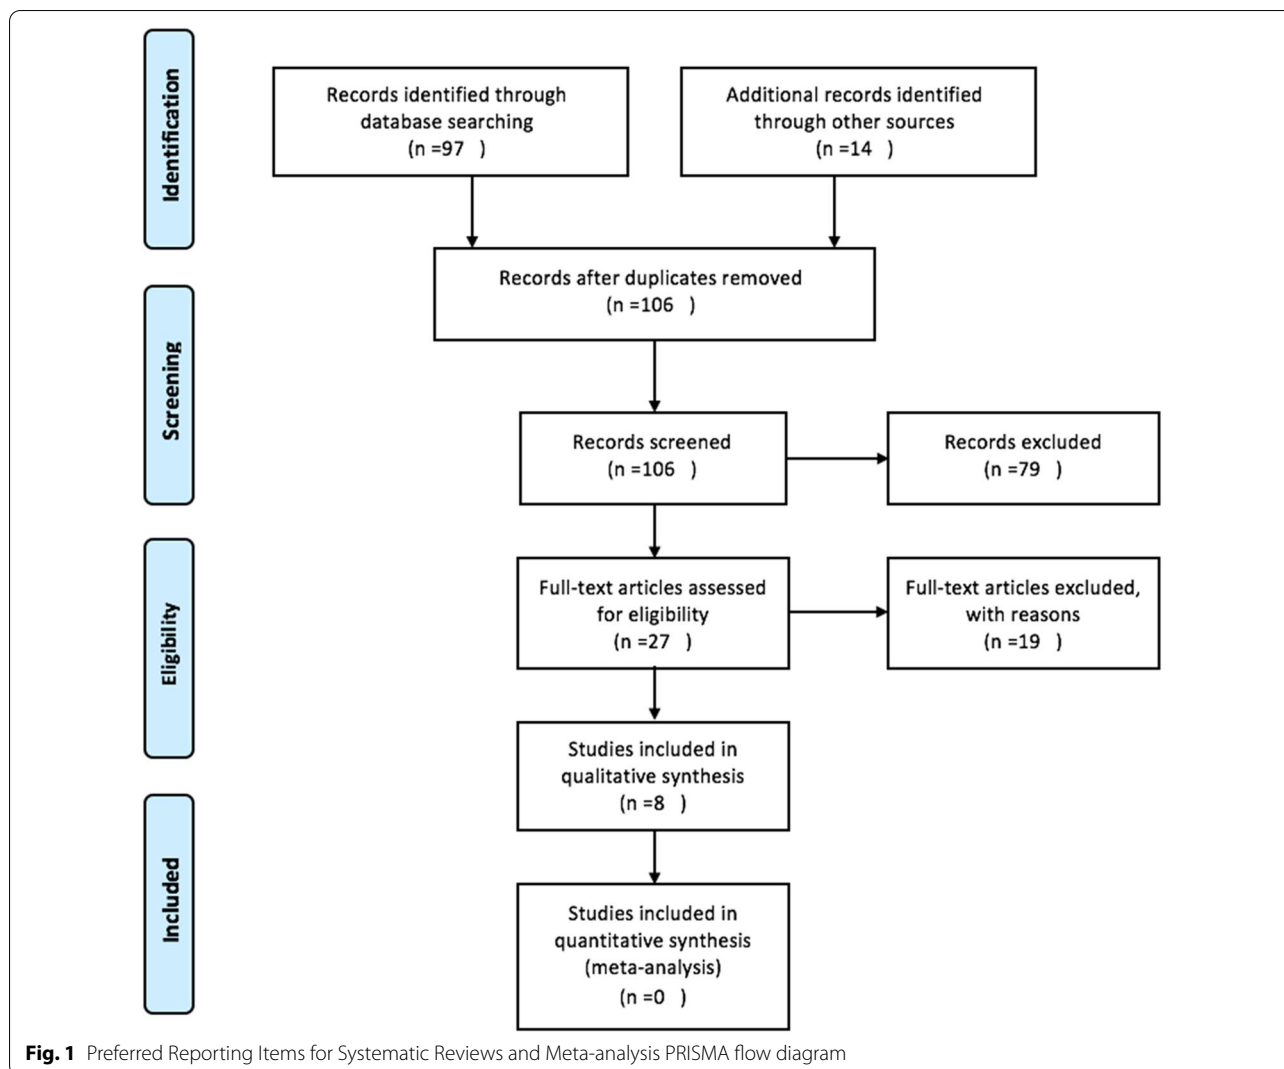 Identification
Records identified through
database searching
(n =97 )
Additional records identified
through other sources
(n =14 )
Records after duplicates removed
(n =106 )
Screening
Records screened
(n =106 )
Records excluded
(n =79 )
Eligibility
Full-text articles assessed
for eligibility
(n =27 )
Full-text articles excluded,
with reasons
(n =19 )
Studies included in
qualitative synthesis
(n =8 )
Included
Studies included in
quantitative synthesis
(meta-analysis)
(n =0 )
Fig. 1 Preferred Reporting Items for Systematic Reviews and Meta-analysis PRISMA flow diagram